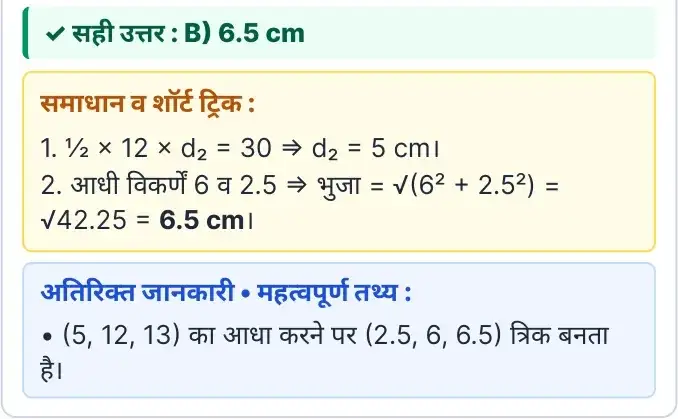 ✓ सही उत्तर : B) 6.5 cm
समाधान व शॉर्ट ट्रिक :
1. ½ × 12 × d₂ = 30 ⇒ d₂ = 5 cm।
2. आधी विकर्णें 6 व 2.5 ⇒ भुजा = √(6² + 2.5²) =
√42.25 = 6.5 cm।
अतिरिक्त जानकारी • महत्वपूर्ण तथ्य :
• (5, 12, 13) का आधा करने पर (2.5, 6, 6.5) त्रिक बनता
है।